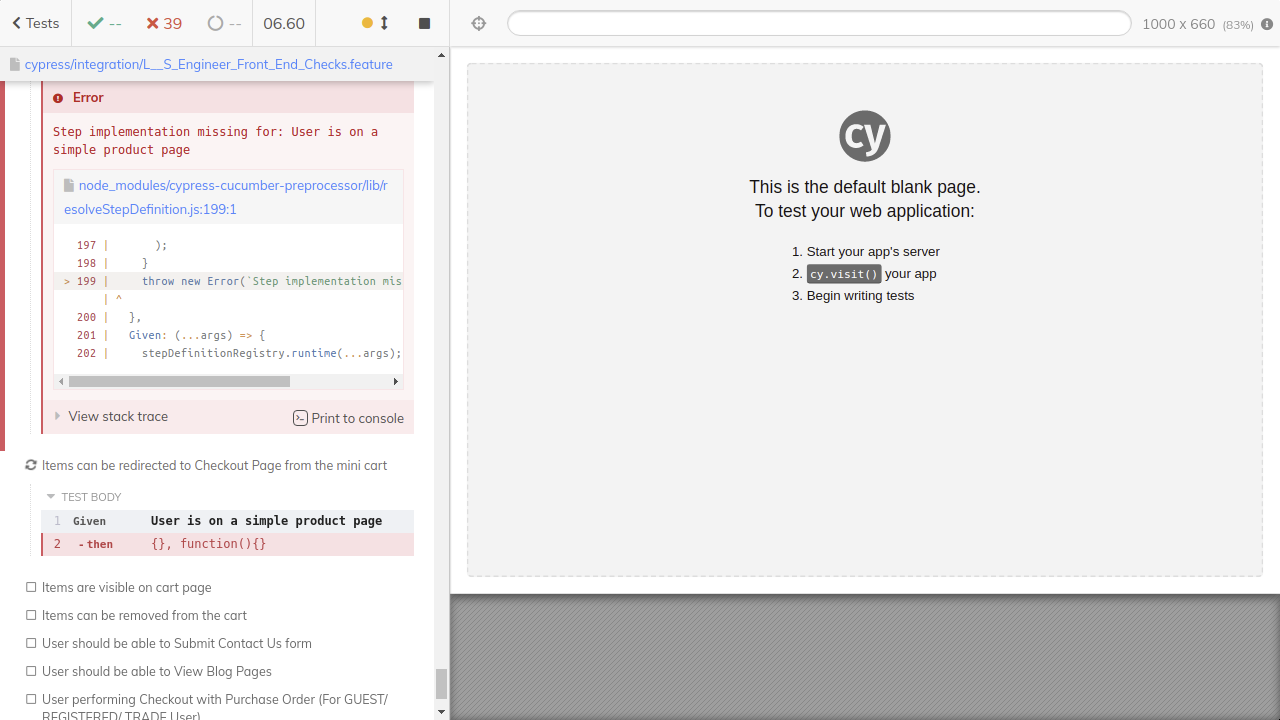 Tests
--
39
--
06.60
1000 x 660 (83%)
cypress/integration/L__S_Engineer_Front_End_Checks.feature
Error
Step implementation missing for: User is on a
simple product page
node_modules/cypress-cucumber-preprocessor/lib/r
esolveStepDefinition.js:199:1
197 | );
198 | }
> 199 | throw new Error(`Step implementation mis
| ^
200 | },
201 | Given: (...args) => {
202 | stepDefinitionRegistry.runtime(...args);
View stack trace
Print to console
Items can be redirected to Checkout Page from the mini cart
TEST BODY
1 Given User is on a simple product page
2 -then {}, function(){}
Items are visible on cart page
Items can be removed from the cart
User should be able to Submit Contact Us form
User should be able to View Blog Pages
User performing Checkout with Purchase Order (For GUEST/
REGISTERED/ TRADE User)
cy
This is the default blank page.
To test your web application:
1. Start your app's server
2. cy.visit() your app
3. Begin writing tests